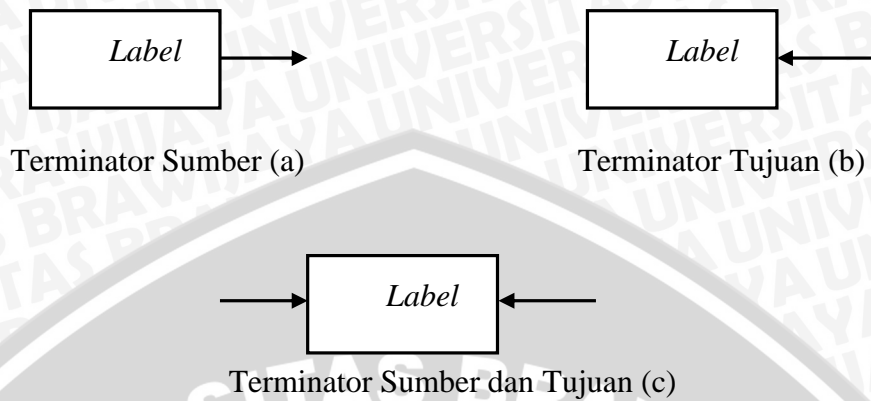 Label
Label
Terminator Sumber (a)
Terminator Tujuan (b)
Label
Terminator Sumber dan Tujuan (c)